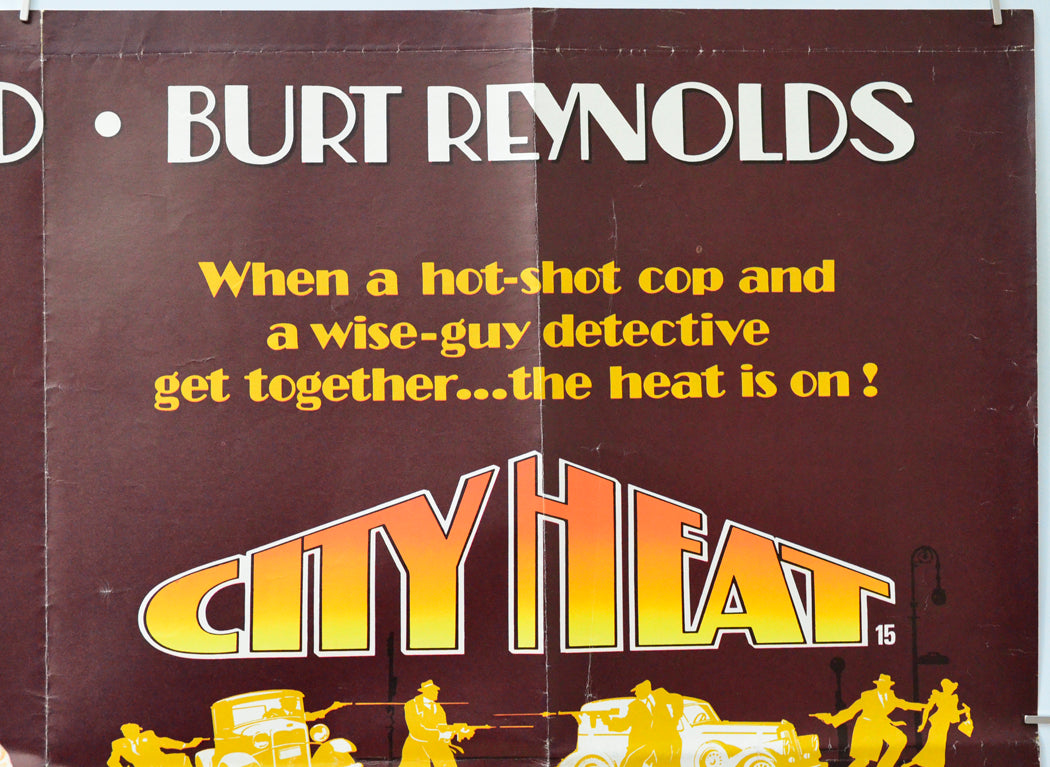 D • BURT REYNOLDS
When a hot-shot cop and
a wise-guy detective
get together...the heat is on!
CITY HEAT
15